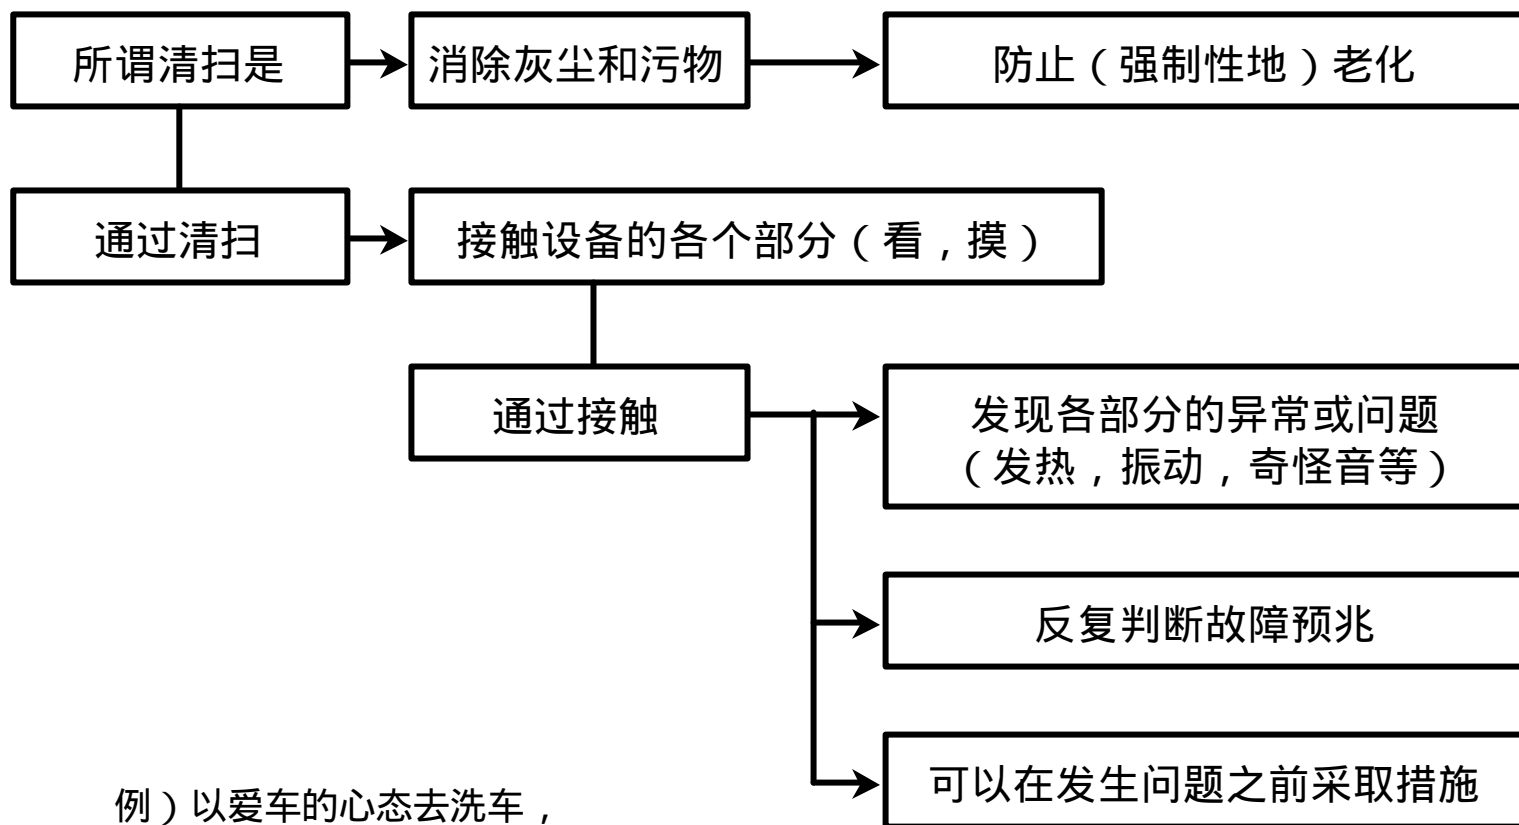 所谓清扫是
消除灰尘和污物
防止（强制性地）老化
通过清扫
接触设备的各个部分（看，摸）
通过接触
发现各部分的异常或问题
（发热，振动，奇怪音等）
反复判断故障预兆
可以在发生问题之前采取措施
例）以爱车的心态去洗车，